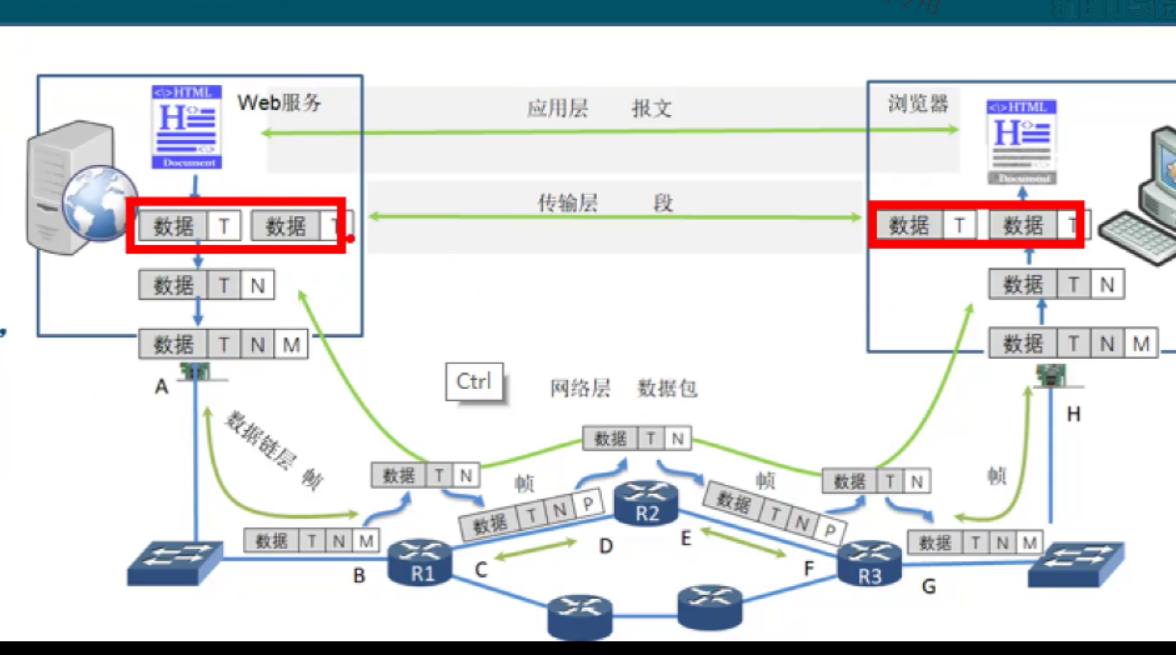 <\>HTML
Web服务
应用层 报文
浏览器
<\>HTML
H
Document
H
Document
传输层 段
数据 T 数据 T
数据 T 数据 T
数据 T N
数据 T N
数据 T N M
数据 T N M
A
Ctrl
网络层 数据包
H
数据链层 帧
数据 T N
数据 T N
数据 T N
帧
帧
帧
数据 T N P
数据 T N P
R2
数据 T N M
数据 T N M
D
E
B
R1
C
F
R3
G